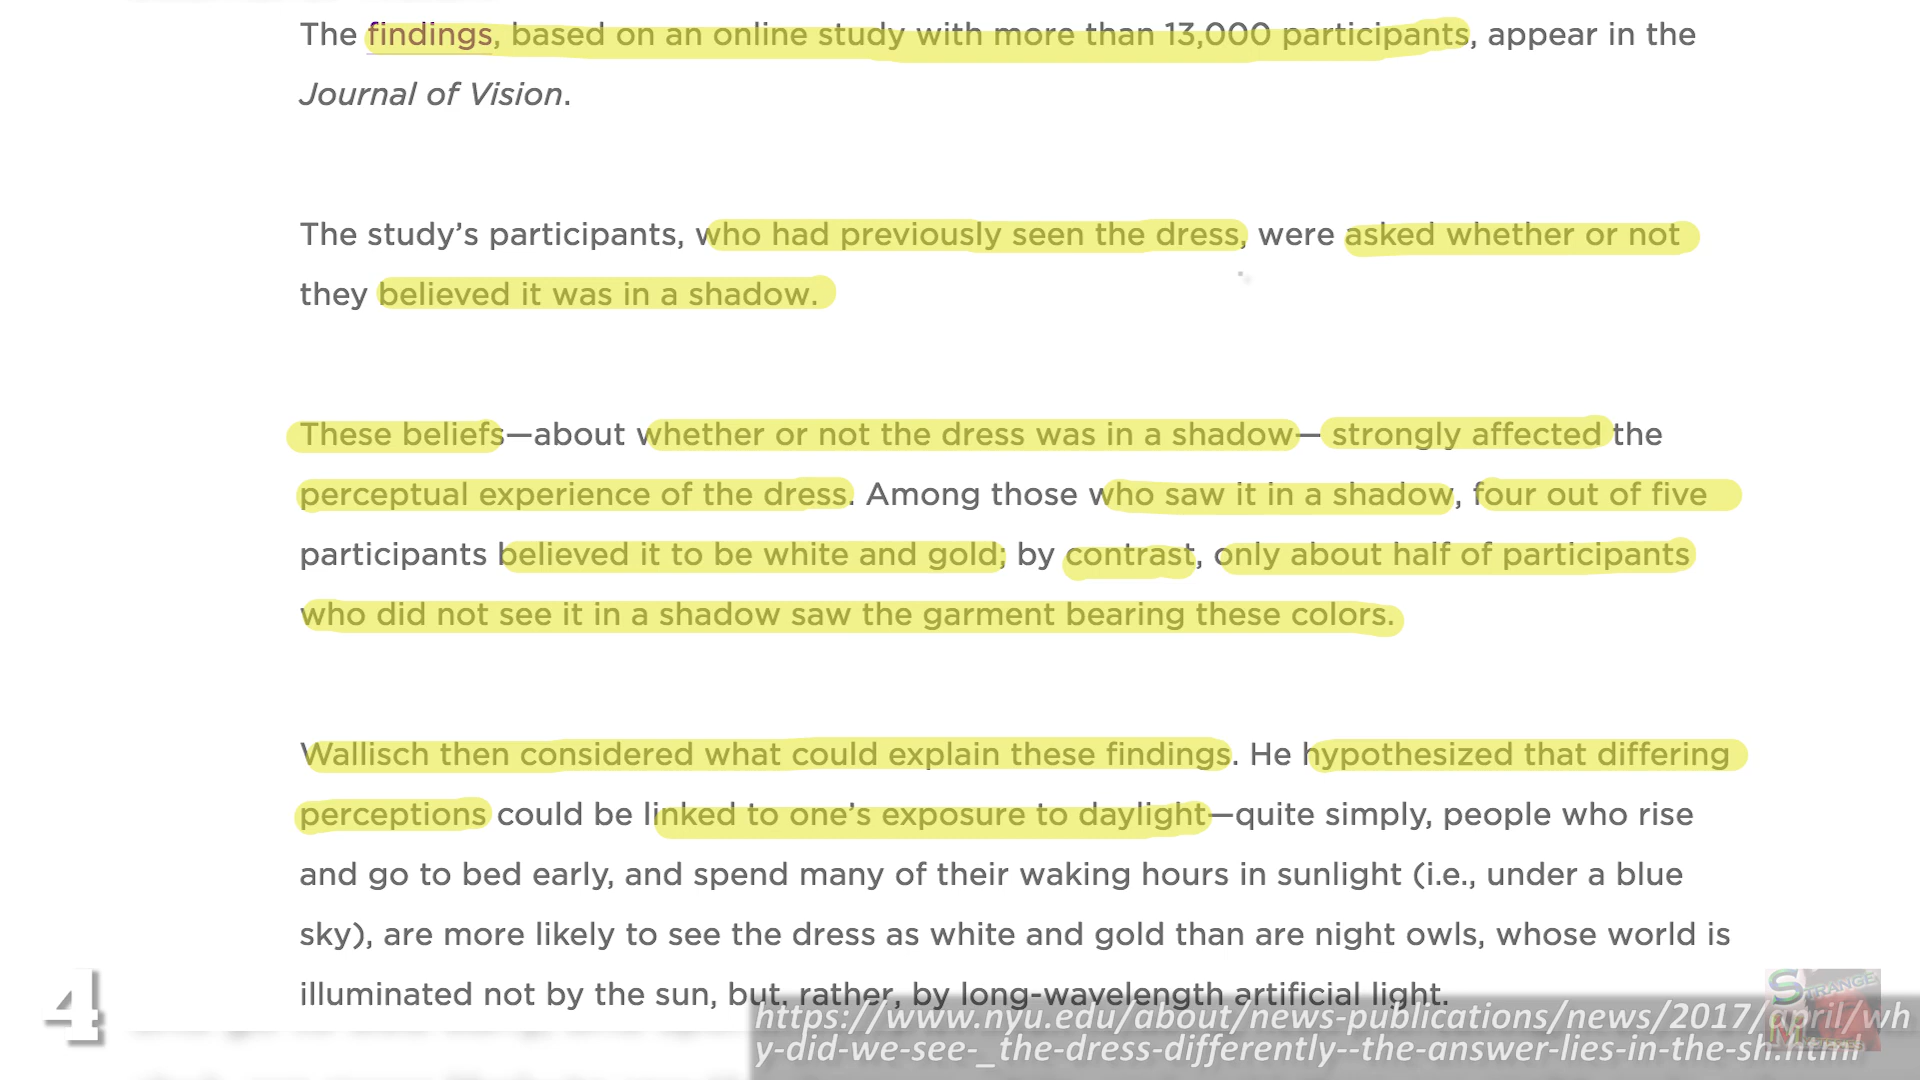 The findings, based on an online study with more than 13,000 participants, appear in the
Journal of Vision.
The study’s participants, who had previously seen the dress, were asked whether or not
they believed it was in a shadow.
These beliefs—about whether or not the dress was in a shadow— strongly affected the
perceptual experience of the dress. Among those who saw it in a shadow, four out of five
participants believed it to be white and gold; by contrast, only about half of participants
who did not see it in a shadow saw the garment bearing these colors.
Wallisch then considered what could explain these findings. He hypothesized that differing
perceptions could be linked to one’s exposure to daylight—quite simply, people who rise
and go to bed early, and spend many of their waking hours in sunlight (i.e., under a blue
sky), are more likely to see the dress as white and gold than are night owls, whose world is
illuminated not by the sun, but, rather, by long-wavelength artificial light.
4
STRANGE
https://www.nyu.edu/about/news-publications/news/2017/april/wh
y-did-we-see-_the-dress-differently--the-answer-lies-in-the-sh.html